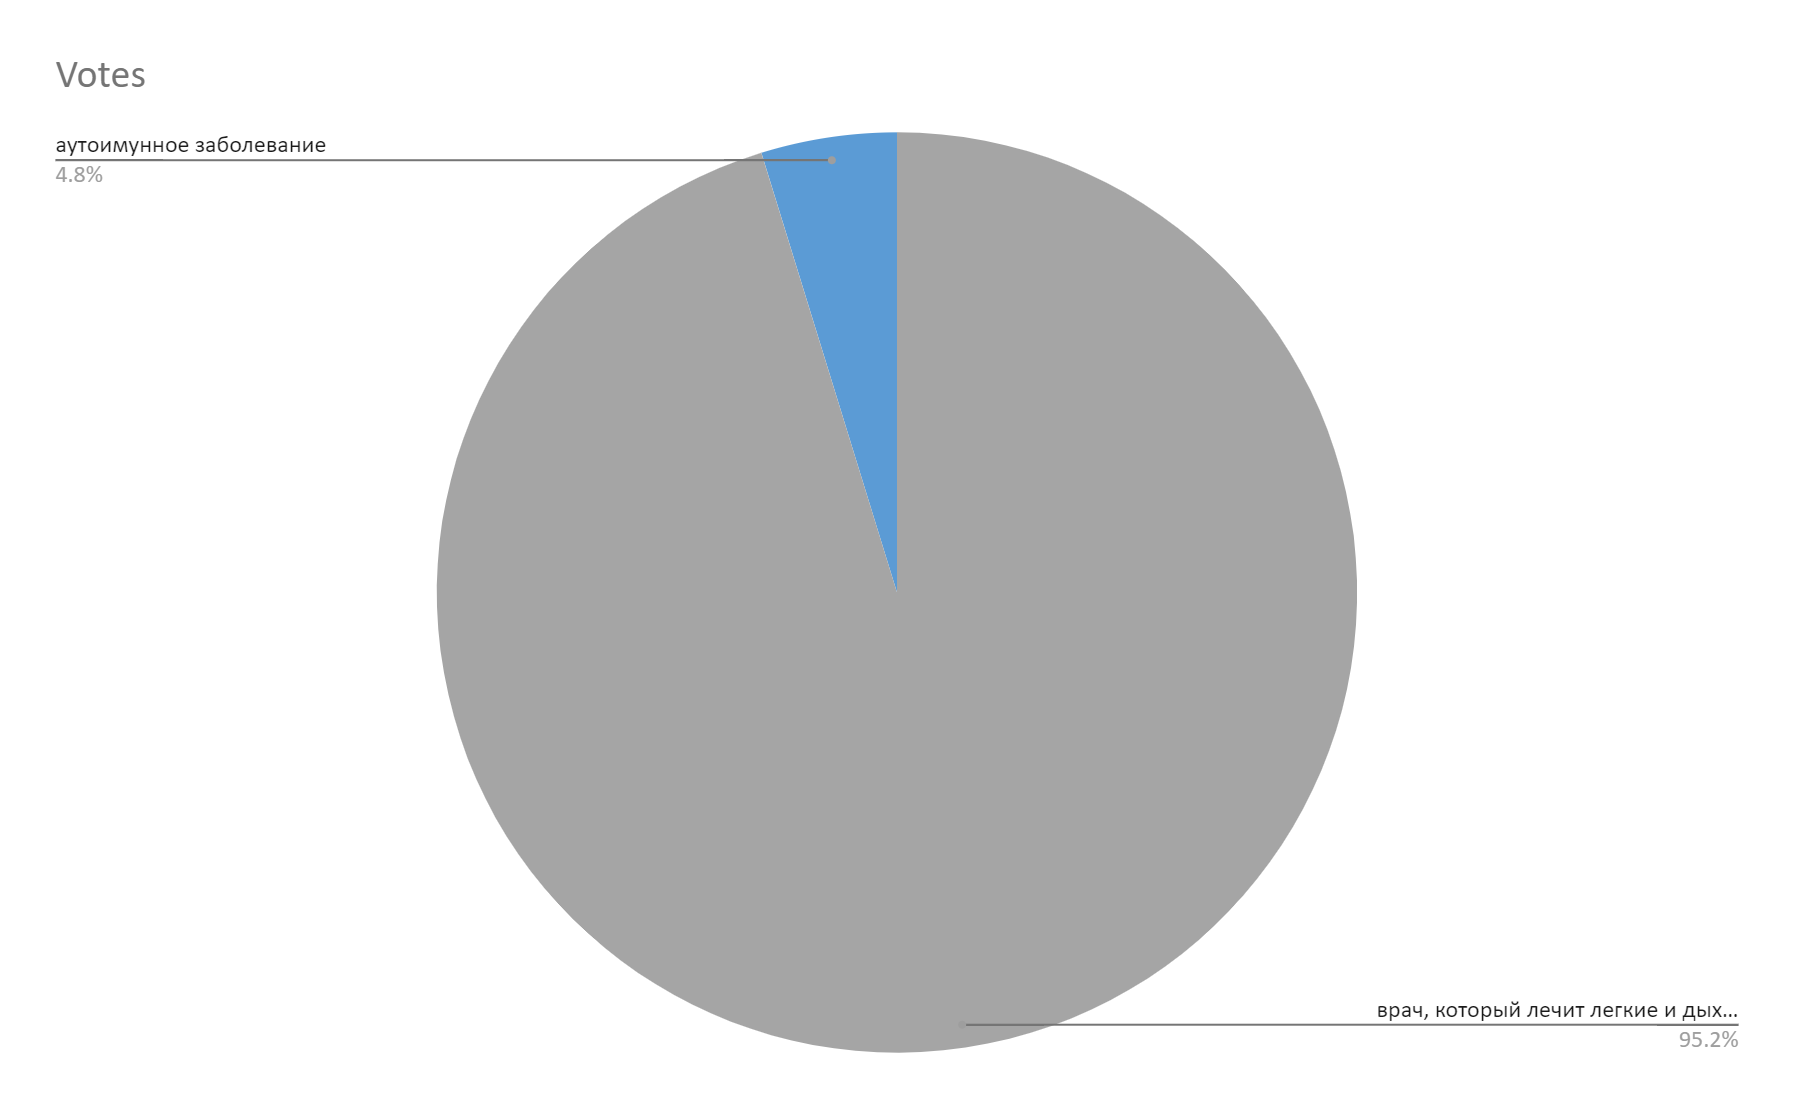 Votes
аутоимунное заболевание
4.8%
врач, который лечит легкие и дых...
95.2%